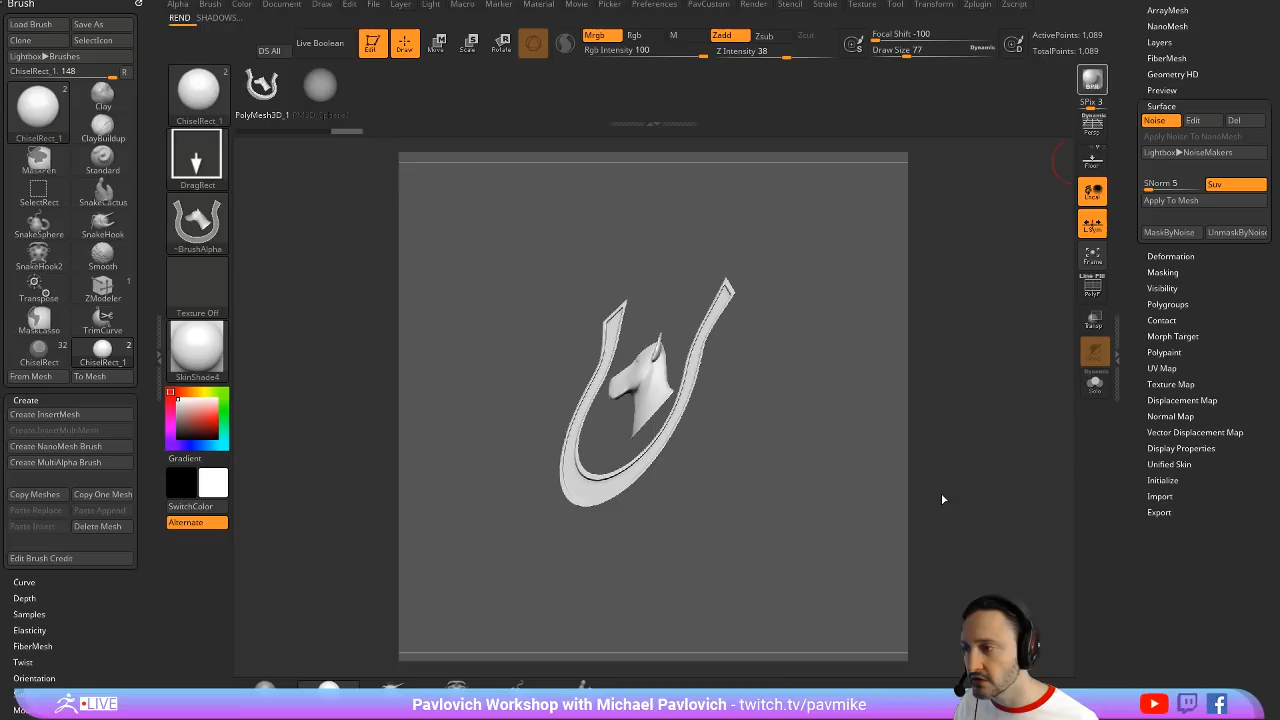 Brush
Alpha Brush Color Document Draw Edit File Layer Light Macro Marker Material Movie Picker Preferences PavCustom Render Stencil Stroke Texture Tool Transform Zplugin Zscript
REND SHADOWS...
Load Brush Save As
Clone SelectIcon
Lightbox▶Brushes
ChiselRect_1. 148 R
2
ChiselRect_1
Clay
ClayBuildup
MaskPen Standard
SelectRect SnakeCactus
SnakeSphere SnakeHook
SnakeHook2 Smooth
1
Transpose ZModeler
MaskLasso TrimCurve
32 2
ChiselRect ChiselRect_1
From Mesh To Mesh
Create
Create InsertMesh
Create InsertMultiMesh
Create NanoMesh Brush
Create MultiAlpha Brush
Copy Meshes Copy One Mesh
Paste Replace Paste Append
Paste Insert Delete Mesh
Edit Brush Credit
Curve
Depth
Samples
Elasticity
FiberMesh
Twist
Orientation
DS All
Live Boolean
Edit Draw Move Scale Rotate
Mrgb Rgb M
Rgb Intensity 100
Zadd Zsub Zcut
Z Intensity 38
S
Focal Shift -100
Draw Size 77 Dynamic
D
ActivePoints: 1,089
TotalPoints: 1,089
2
ChiselRect_1
DragRect
~BrushAlpha
Texture Off
SkinShade4
Gradient
SwitchColor
Alternate
PolyMesh3D_1 PM3D_Sphere3
BPR
SPix 3
Dynamic
Persp
Floor
Local
L.Sym
Frame
Line Fill
PolyF
Transp
Dynamic
Solo
ArrayMesh
NanoMesh
Layers
FiberMesh
Geometry HD
Preview
Surface
Noise Edit Del
Apply Noise To NanoMesh
Lightbox▶NoiseMakers
SNorm 5 Suv
Apply To Mesh
MaskByNoise UnmaskByNoise
Deformation
Masking
Visibility
Polygroups
Contact
Morph Target
Polypaint
UV Map
Texture Map
Displacement Map
Normal Map
Vector Displacement Map
Display Properties
Unified Skin
Initialize
Import
Export
LIVE
Pavlovich Workshop with Michael Pavlovich - twitch.tv/pavmike